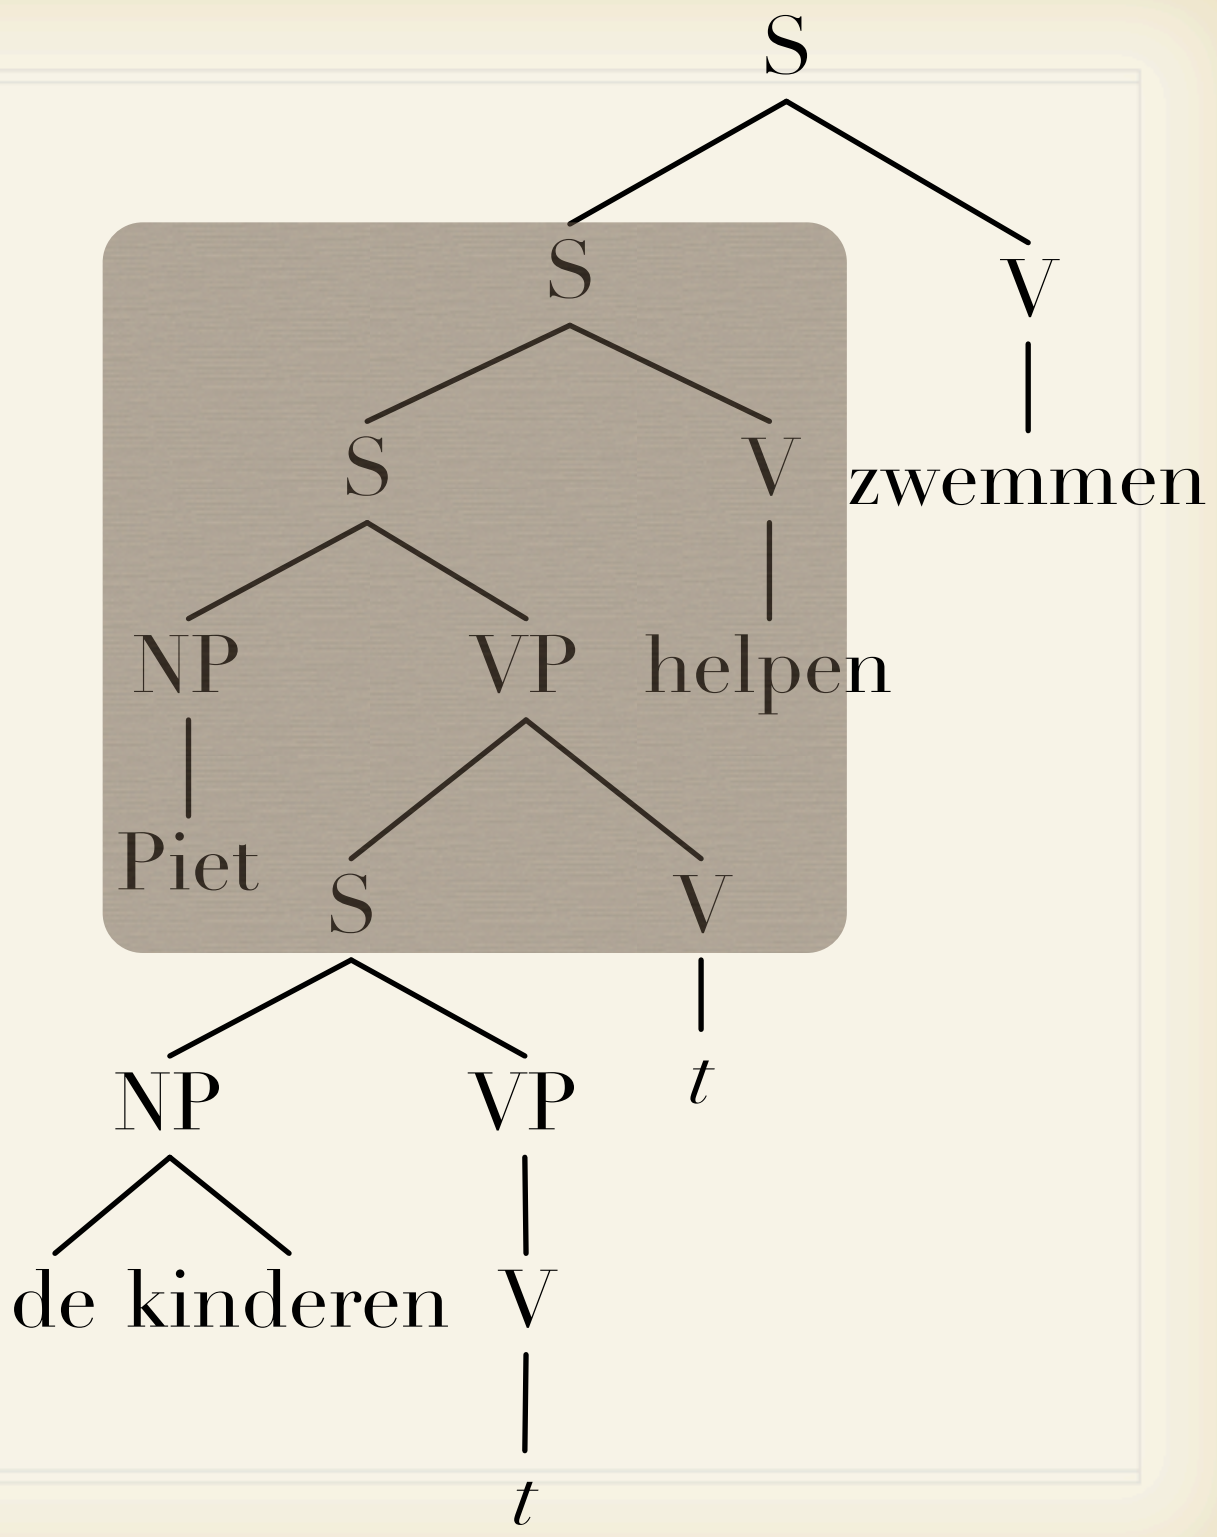 S
S V
S V zwemmen
NP VP helpen
Piet S V
NP VP t
de kinderen V
t